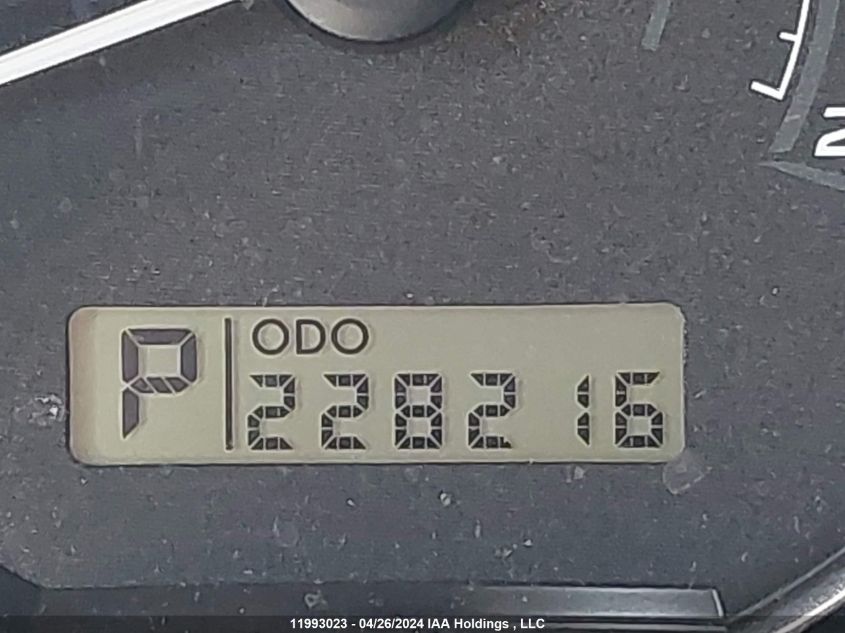 N
P ODO
228216
11993023 - 04/26/2024 IAA Holdings , LLC